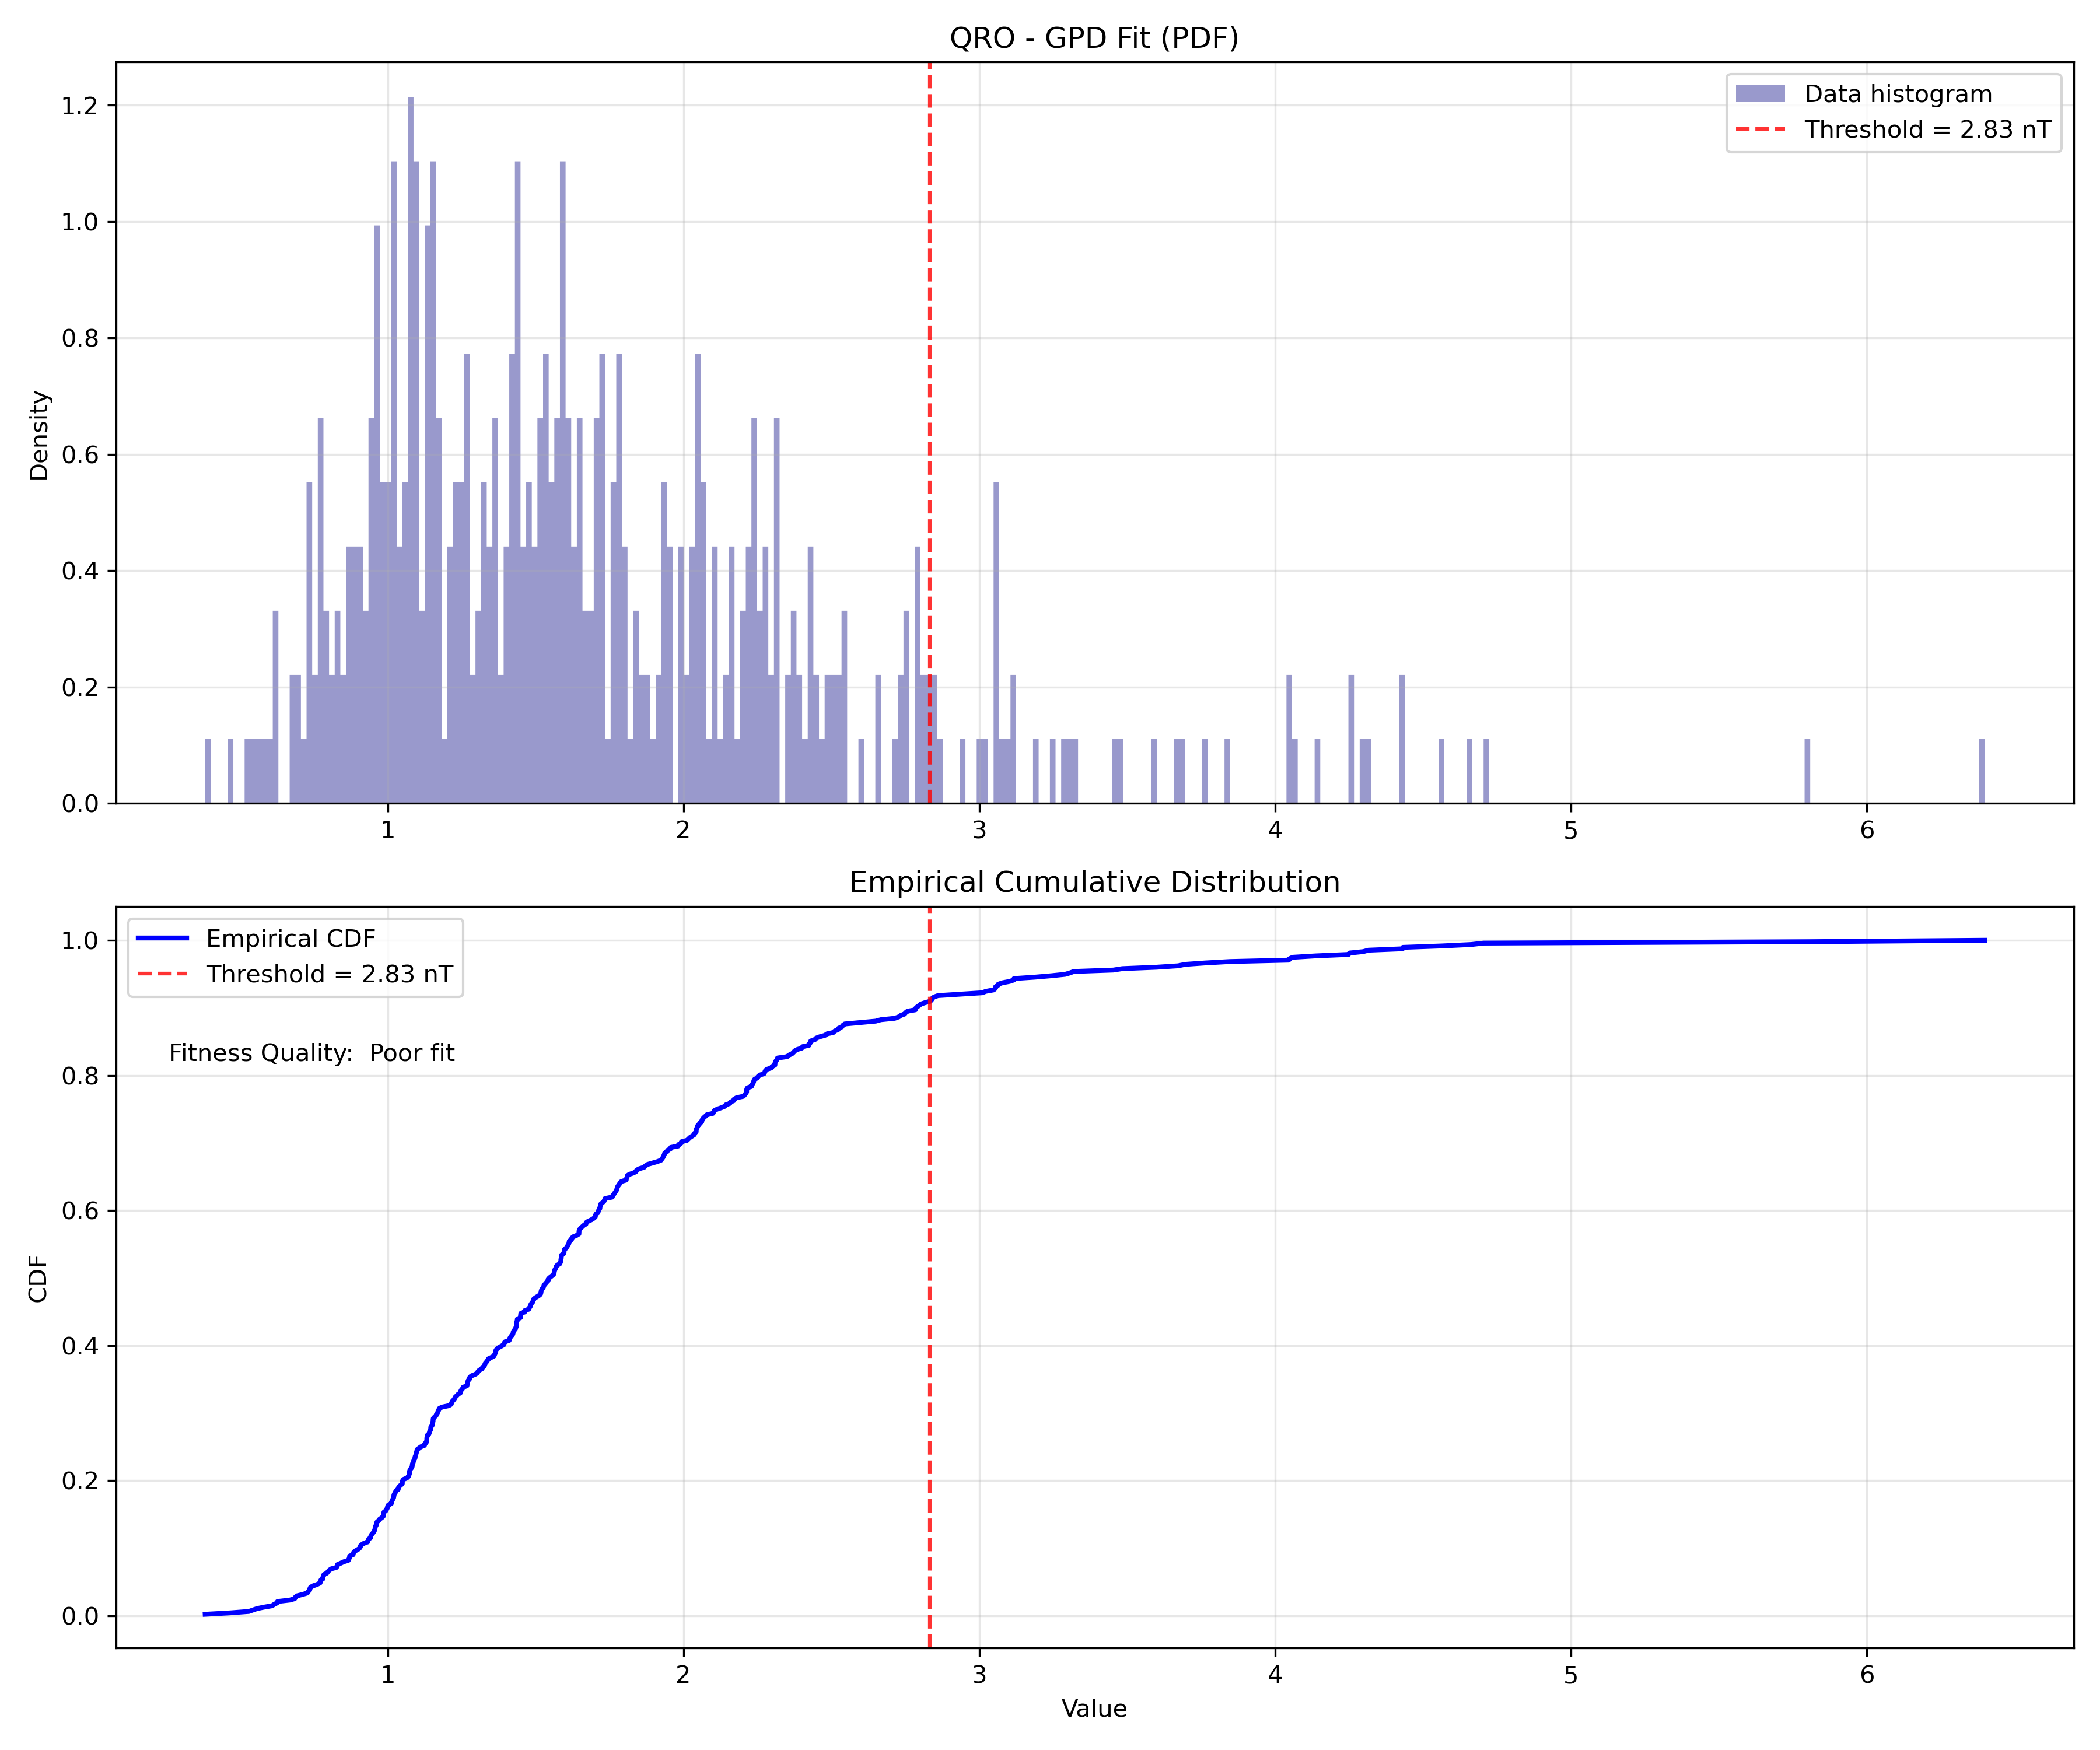 QRO - GPD Fit (PDF)
Data histogram
Threshold = 2.83 nT
Density
1.2
1.0
0.8
0.6
0.4
0.2
0.0
1 2 3 4 5 6
Empirical Cumulative Distribution
Empirical CDF
Threshold = 2.83 nT
Fitness Quality: Poor fit
CDF
1.0
0.8
0.6
0.4
0.2
0.0
1 2 3 4 5 6
Value